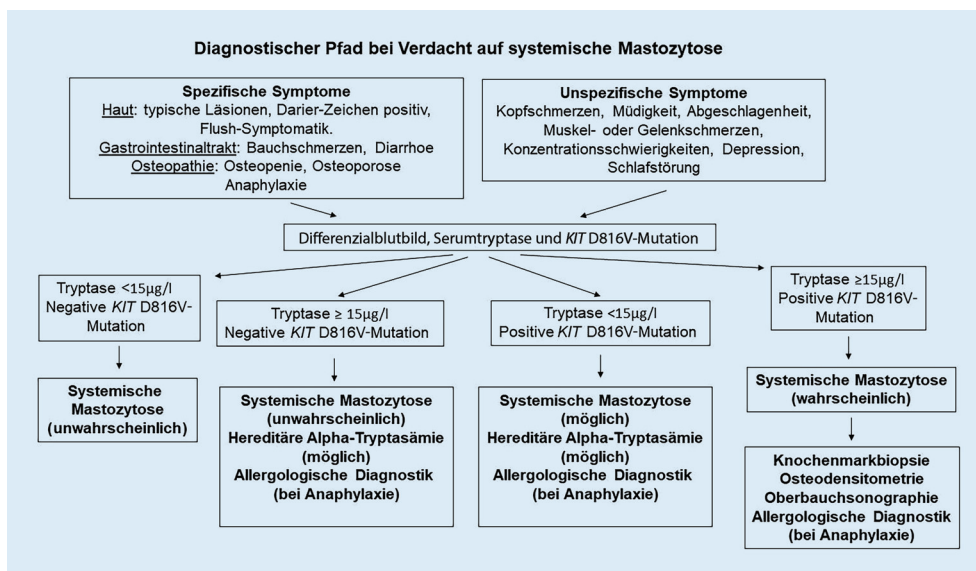 Diagnostischer Pfad bei Verdacht auf systemische Mastozytose
Spezifische Symptome
Haut: typische Läsionen, Darier-Zeichen positiv,
Flush-Symptomatik.
Gastrointestinaltrakt: Bauchschmerzen, Diarrhoe
Osteopathie: Osteopenie, Osteoporose
Anaphylaxie
Unspezifische Symptome
Kopfschmerzen, Müdigkeit, Abgeschlagenheit,
Muskel- oder Gelenkschmerzen,
Konzentrationsschwierigkeiten, Depression,
Schlafstörung
Differenzialblutbild, Serumtryptase und KIT D816V-Mutation
Tryptase <15µg/l
Negative KIT D816V-
Mutation
Tryptase ≥ 15µg/l
Negative KIT D816V-Mutation
Tryptase <15µg/l
Positive KIT D816V-Mutation
Tryptase ≥15µg/l
Positive KIT D816V-
Mutation
Systemische
Mastozytose
(unwahrscheinlich)
Systemische Mastozytose
(unwahrscheinlich)
Hereditäre Alpha-Tryptasämie
(möglich)
Allergologische Diagnostik
(bei Anaphylaxie)
Systemische Mastozytose
(möglich)
Hereditäre Alpha-Tryptasämie
(möglich)
Allergologische Diagnostik
(bei Anaphylaxie)
Systemische Mastozytose
(wahrscheinlich)
Knochenmarkbiopsie
Osteodensitometrie
Oberbauchsonographie
Allergologische Diagnostik
(bei Anaphylaxie)